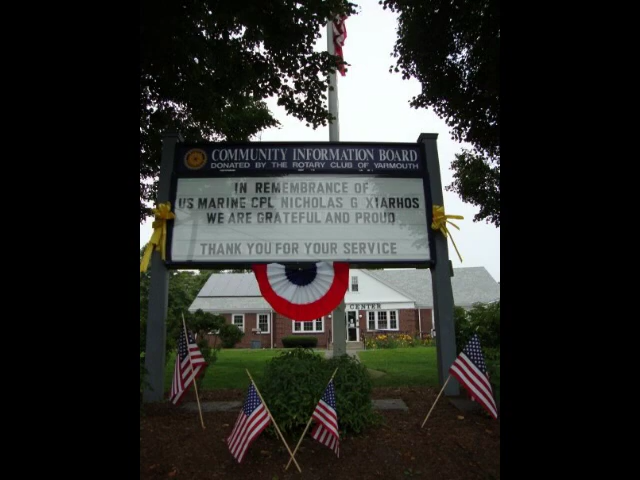 COMMUNITY INFORMATION BOARD
DONATED BY THE ROTARY CLUB OF YARMOUTH
IN REMEMBRANCE OF
US MARINE CPL NICHOLAS G XIARHOS
WE ARE GRATEFUL AND PROUD
THANK YOU FOR YOUR SERVICE
CENTER